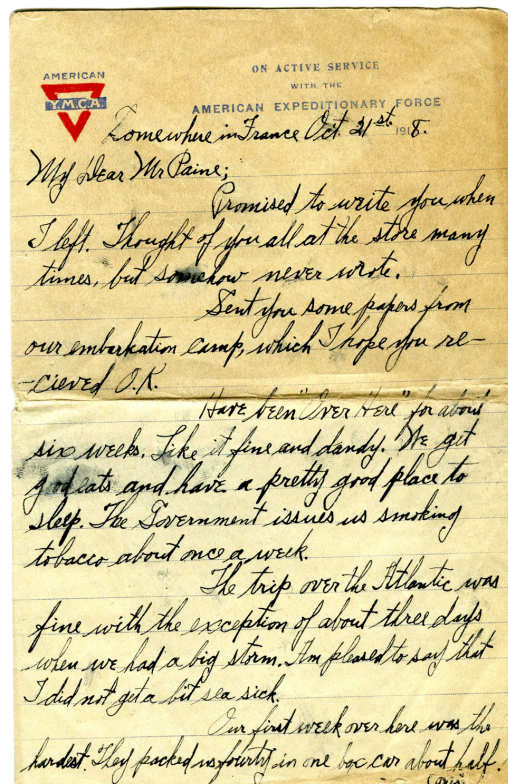 AMERICAN
Y.M.C.A.
ON ACTIVE SERVICE
WITH THE
AMERICAN EXPEDITIONARY FORCE
Somewhere in France Oct. 21st. 1918.
My Dear Mr Paine;
Promised to write you when
I left. Thought of you all at the store many
times, but somehow never wrote.
Sent you some papers from
our embarkation camp, which I hope you re-
-cieved O.K.
Have been "Over Here" for about
six weeks. Like it fine and dandy. We get
good eats and have a pretty good place to
sleep. The Government issues us smoking
tobacco about once a week.
The trip over the Atlantic was
fine with the exception of about three days
when we had a big storm. Am pleased to say that
I did not get a bit sea sick.
Our first week over here was the
hardest. They packed us fourty in one box car about half